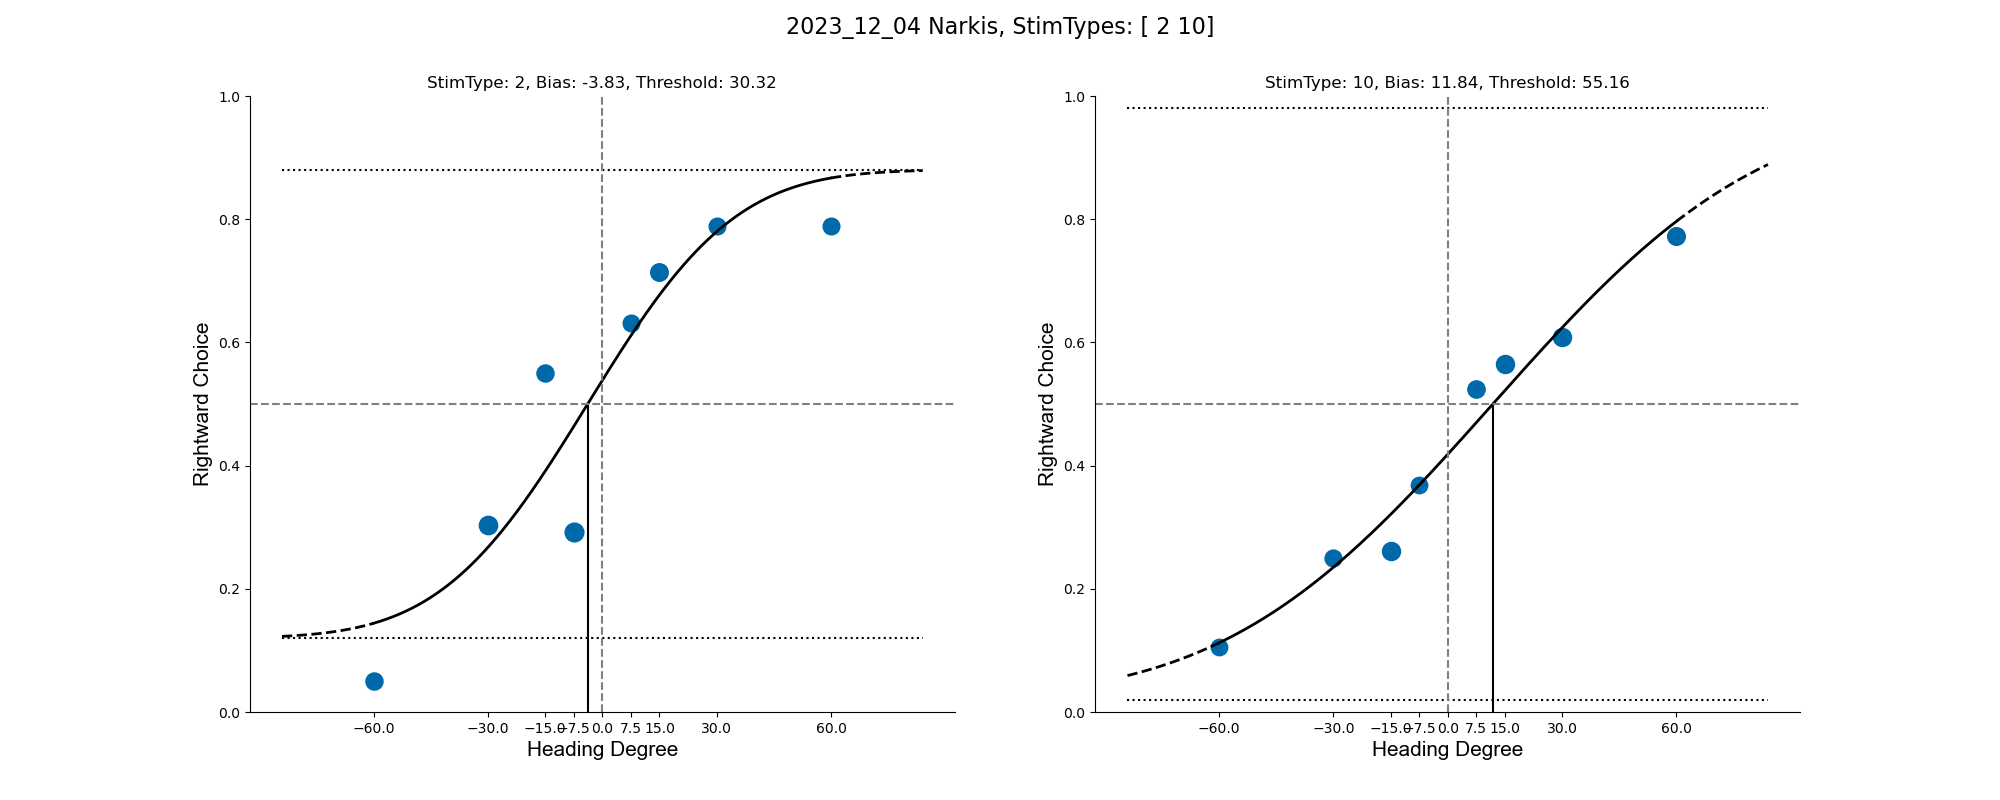 2023_12_04 Narkis, StimTypes: [ 2 10]
StimType: 2, Bias: -3.83, Threshold: 30.32
1.0
0.8
0.6
0.4
0.2
0.0
Rightward Choice
−60.0 −30.0 −15.0 −7.5 0.0 7.5 15.0 30.0 60.0
Heading Degree
StimType: 10, Bias: 11.84, Threshold: 55.16
1.0
0.8
0.6
0.4
0.2
0.0
Rightward Choice
−60.0 −30.0 −15.0 −7.5 0.0 7.5 15.0 30.0 60.0
Heading Degree